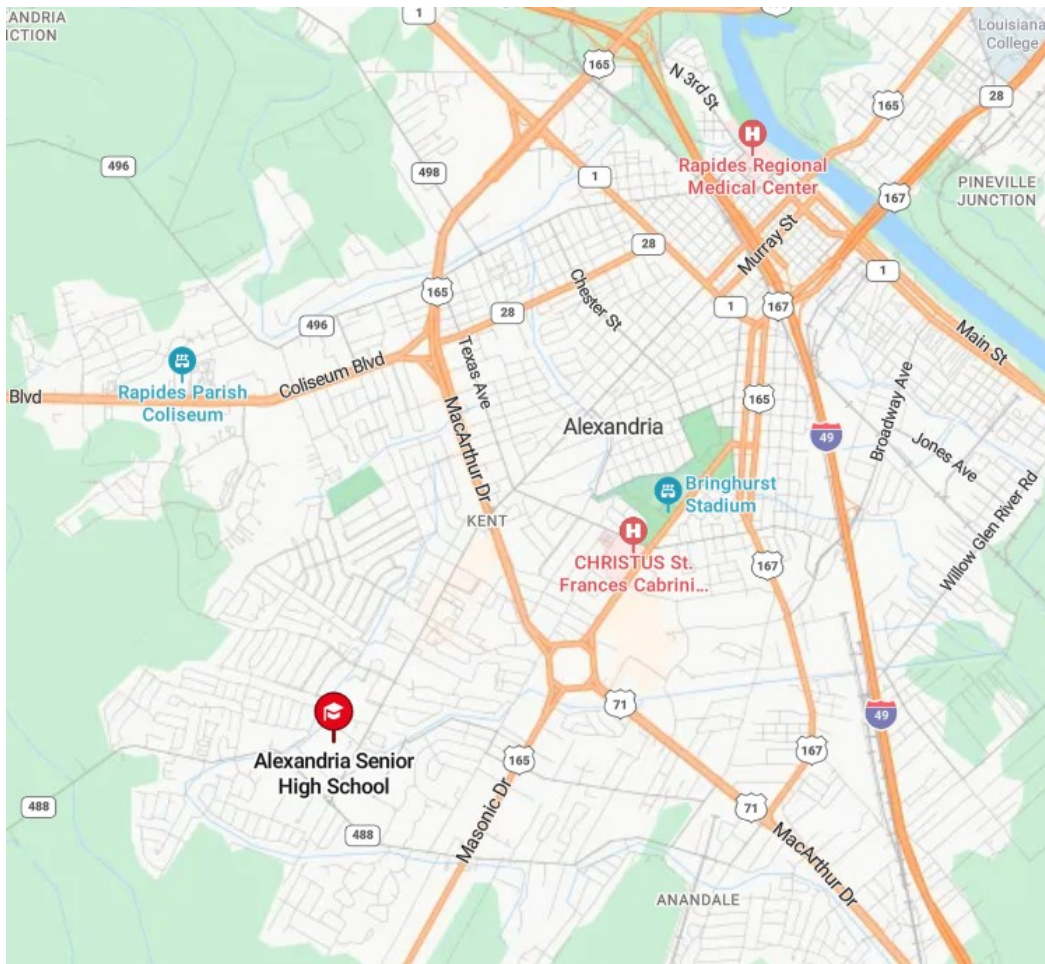 ANDRIA
CTION
1
165
N 3rd St
Louisiana
College
28
165
496
498
1
Rapides Regional
Medical Center
167
PINEVILLE
JUNCTION
28
Murray St
1
165
496
28
Chester St
1
167
Main St
Blvd
Rapides Parish
Coliseum
Coliseum Blvd
Texas Ave
MacArthur Dr
165
Alexandria
49
Broadway Ave
Jones Ave
Bringhurst
Stadium
KENT
CHRISTUS St.
Frances Cabrini...
167
Willow Glen River Rd
71
49
Alexandria Senior
High School
165
167
488
488
Masonic Dr
71
MacArthur Dr
ANANDALE